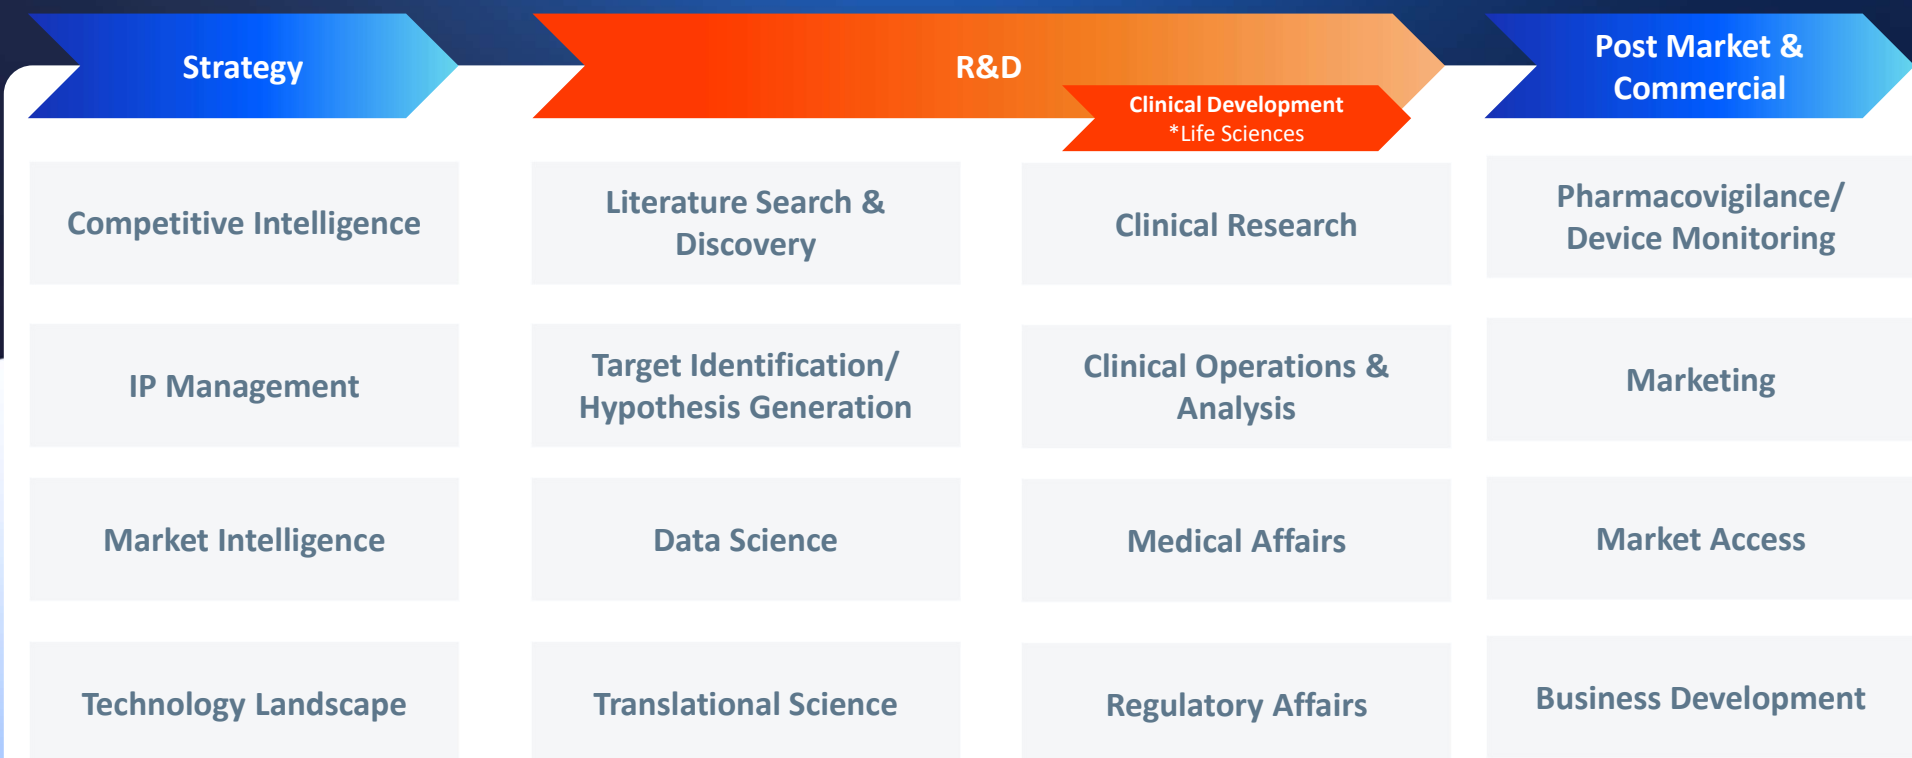 Strategy
R&D
Clinical Development
*Life Sciences
Post Market &
Commercial
Competitive Intelligence
Literature Search &
Discovery
Clinical Research
Pharmacovigilance/
Device Monitoring
IP Management
Target Identification/
Hypothesis Generation
Clinical Operations &
Analysis
Marketing
Market Intelligence
Data Science
Medical Affairs
Market Access
Technology Landscape
Translational Science
Regulatory Affairs
Business Development